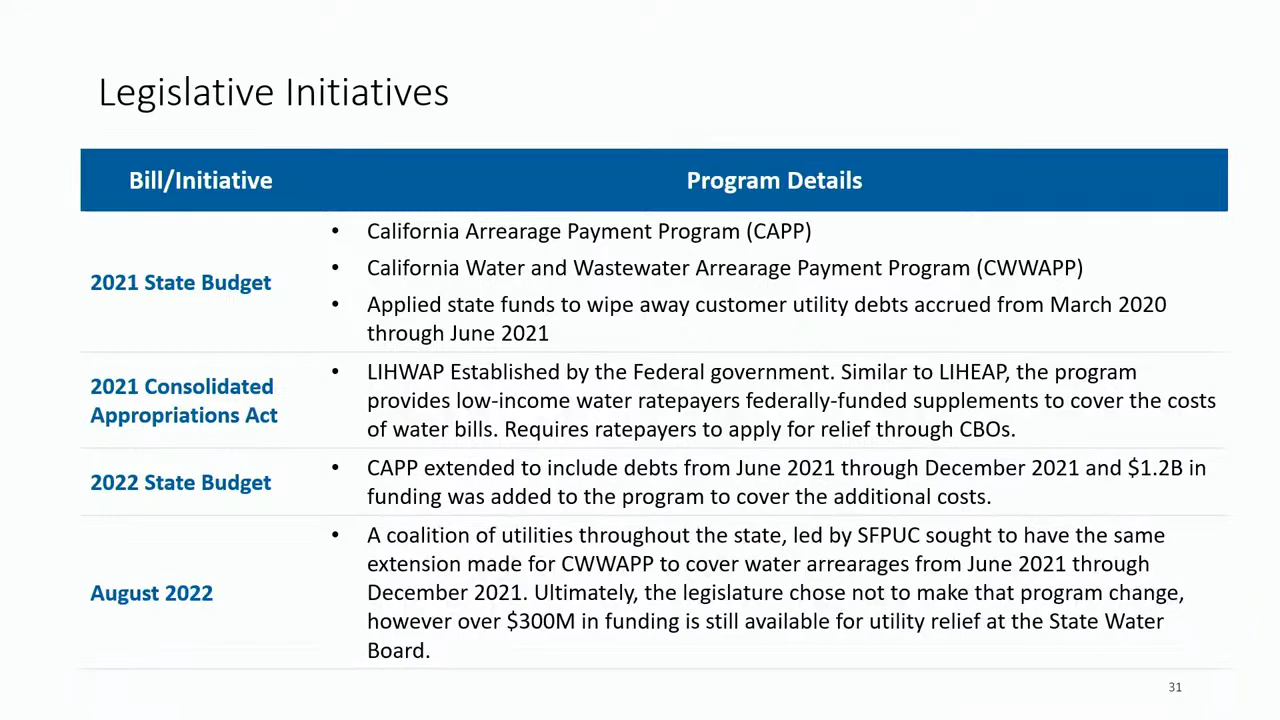 Legislative Initiatives
Bill/Initiative
Program Details
2021 State Budget
• California Arrearage Payment Program (CAPP)
• California Water and Wastewater Arrearage Payment Program (CWWAPP)
• Applied state funds to wipe away customer utility debts accrued from March 2020
through June 2021
2021 Consolidated
Appropriations Act
• LIHWAP Established by the Federal government. Similar to LIHEAP, the program
provides low-income water ratepayers federally-funded supplements to cover the costs
of water bills. Requires ratepayers to apply for relief through CBOs.
2022 State Budget
• CAPP extended to include debts from June 2021 through December 2021 and $1.2B in
funding was added to the program to cover the additional costs.
August 2022
• A coalition of utilities throughout the state, led by SFPUC sought to have the same
extension made for CWWAPP to cover water arrearages from June 2021 through
December 2021. Ultimately, the legislature chose not to make that program change,
however over $300M in funding is still available for utility relief at the State Water
Board.
31